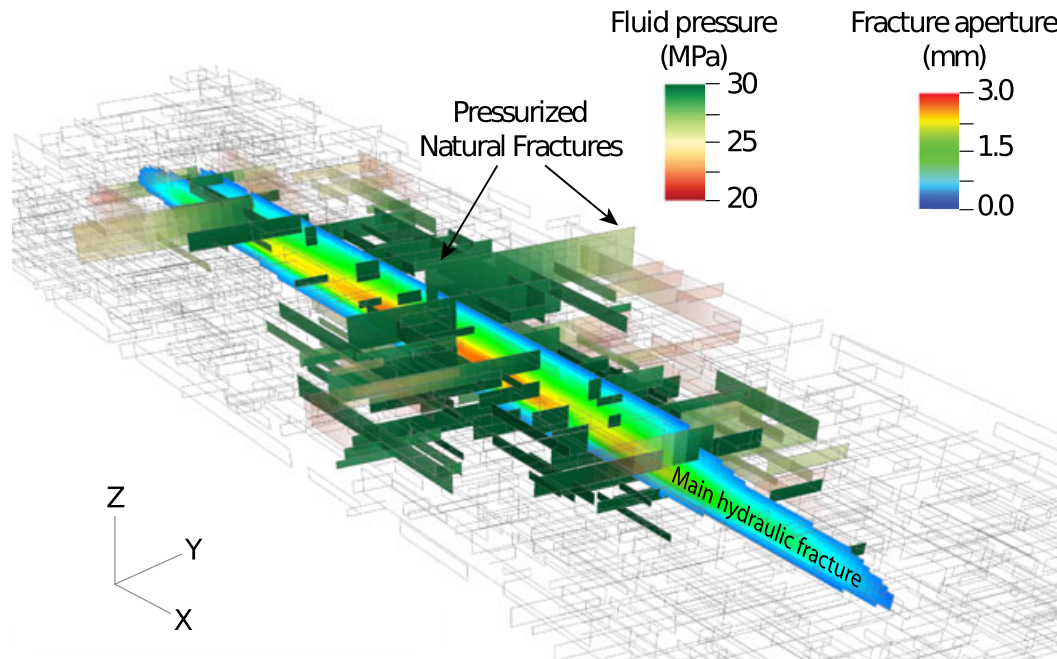 Fluid pressure
(MPa)
30
25
20
Fracture aperture
(mm)
3.0
1.5
0.0
Pressurized
Natural Fractures
Main hydraulic fracture
Z
Y
X